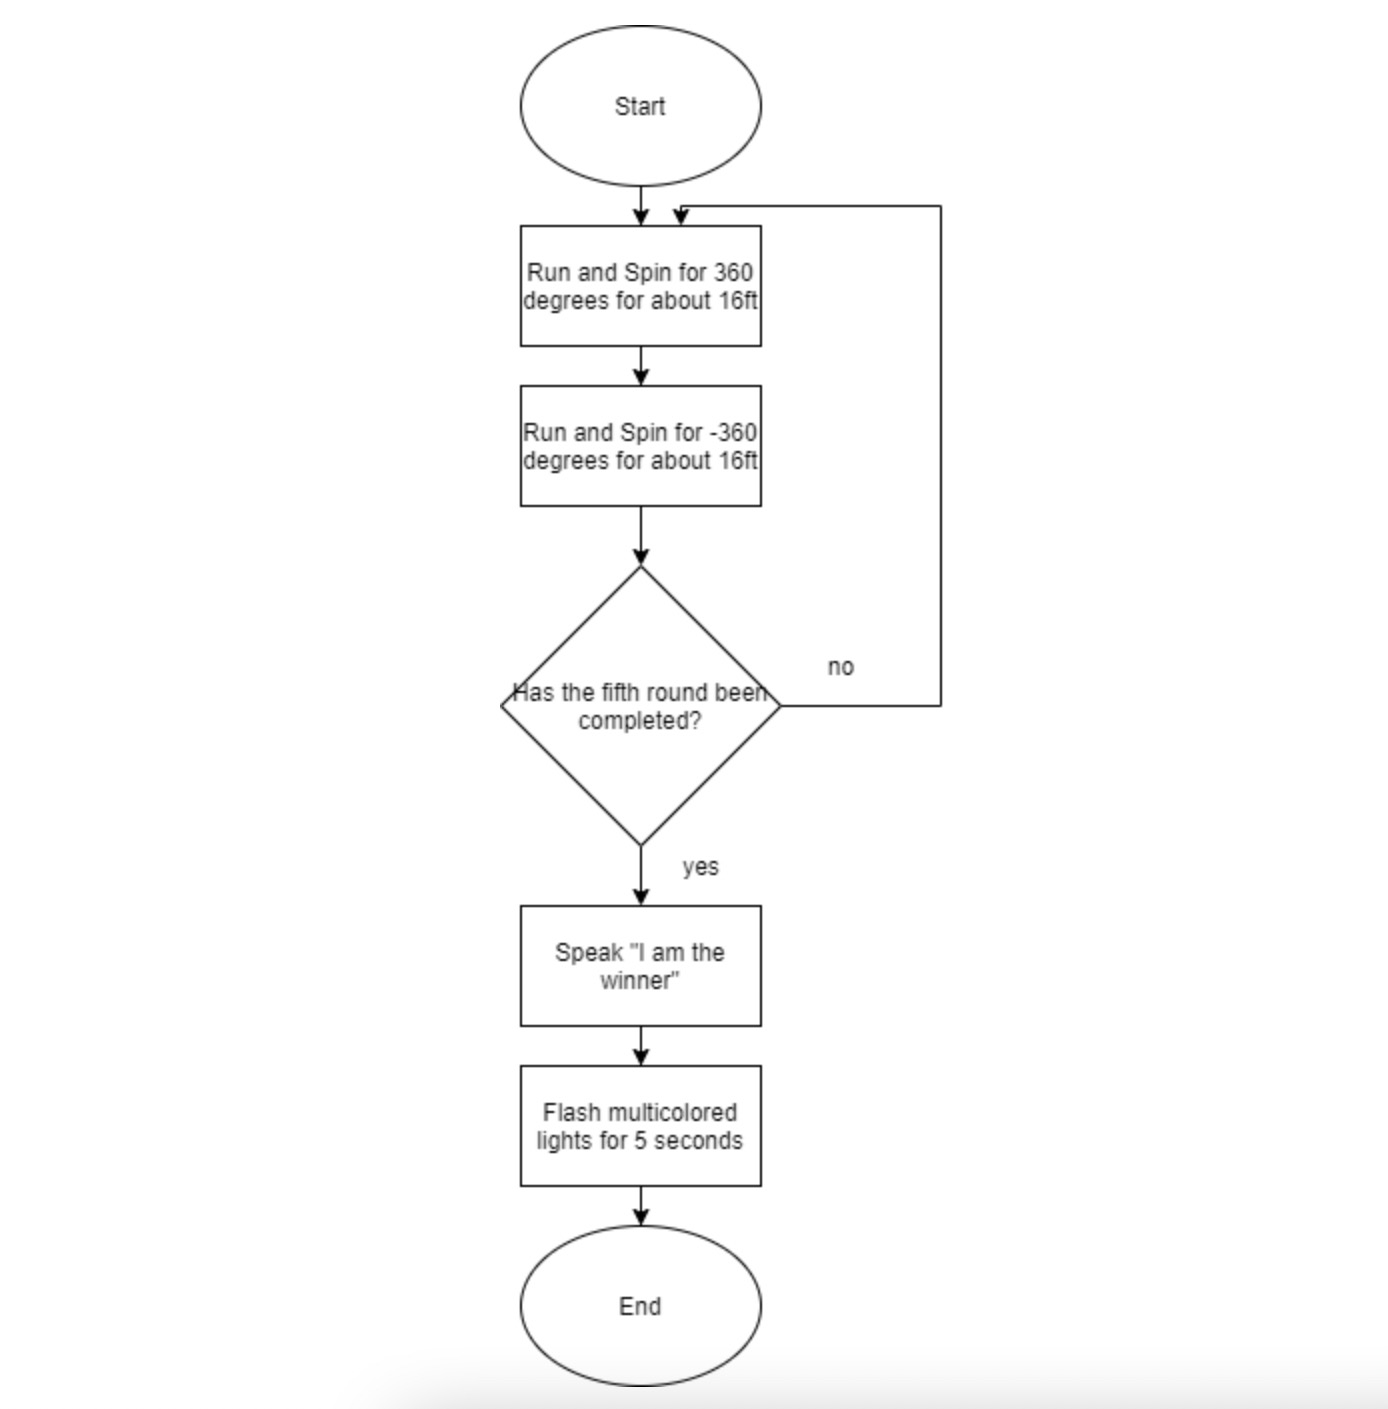 Start
Run and Spin for 360
degrees for about 16ft
Run and Spin for -360
degrees for about 16ft
Has the fifth round been
completed?
no
yes
Speak "I am the
winner"
Flash multicolored
lights for 5 seconds
End